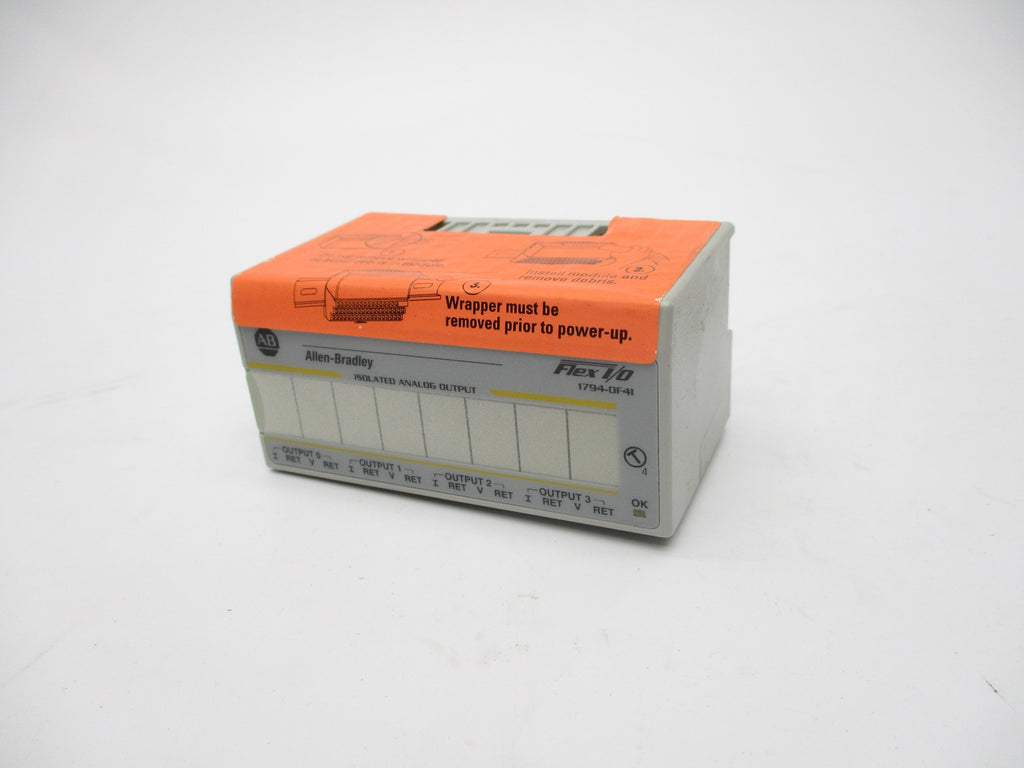 2.
Install module and
remove debris.
3.
Wrapper must be
removed prior to power-up.
AB
Allen-Bradley
Flex I/O
ISOLATED ANALOG OUTPUT
1794-OF4I
OUTPUT 0
I RET V RET
OUTPUT 1
I RET V RET
OUTPUT 2
I RET V RET
OUTPUT 3
I RET V RET
4
OK